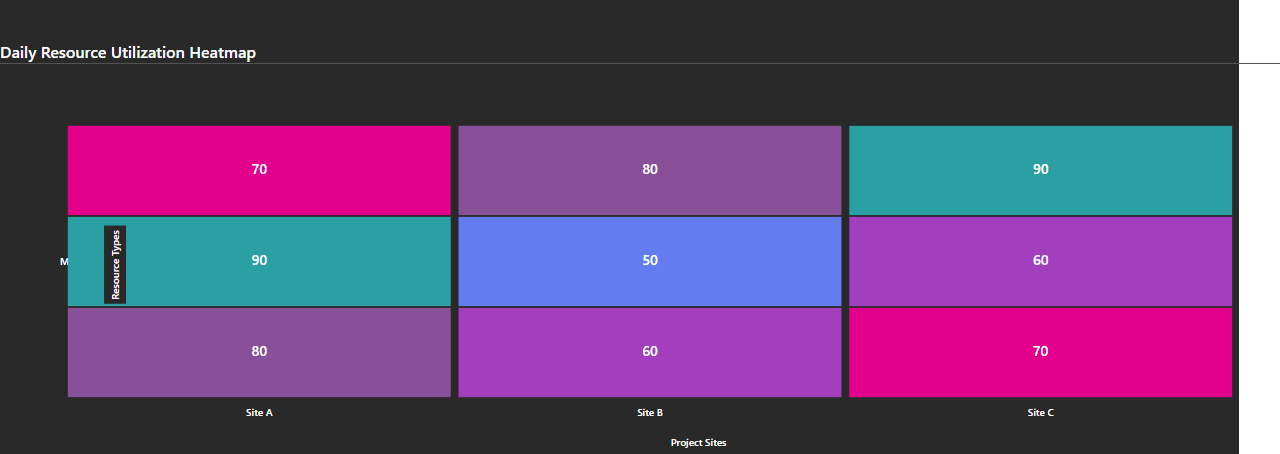 Daily Resource Utilization Heatmap
70 80 90
M
Resource Types
90 50 60
80 60 70
Site A Site B Site C
Project Sites